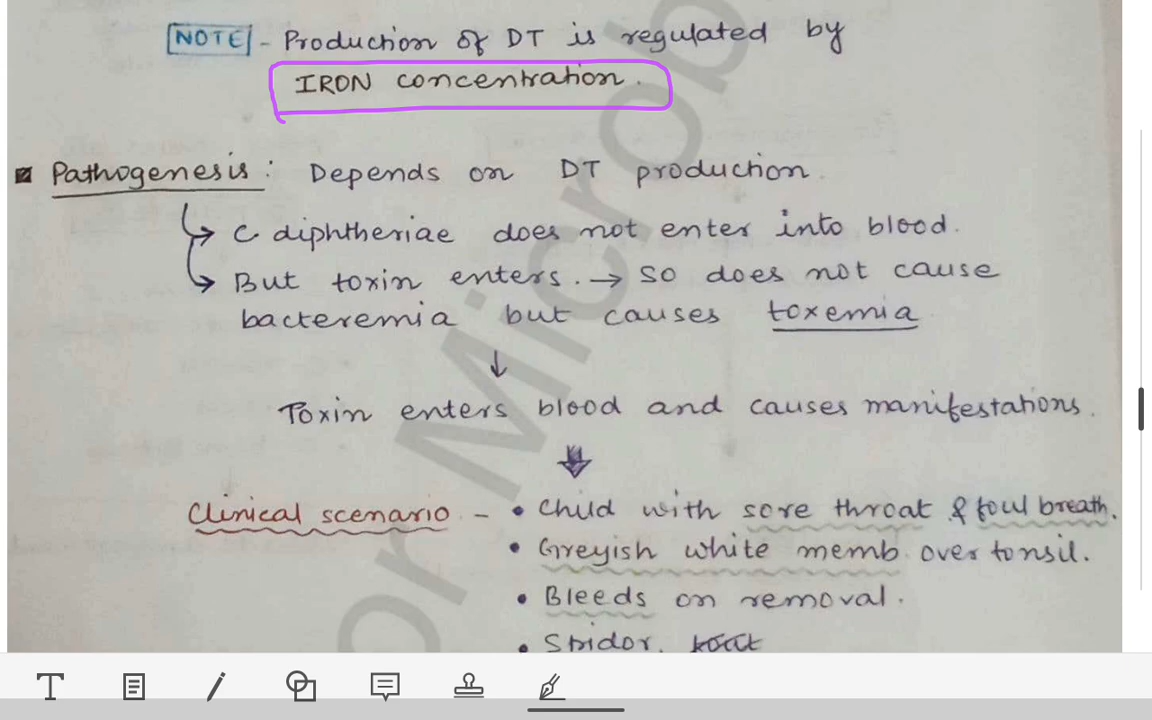 NOTE - Production of DT is regulated by
IRON concentration.
Pathogenesis: Depends on DT production.
↳ C diphtheriae does not enter into blood.
↳ But toxin enters. → so does not cause
bacteremia but causes toxemia
↓
Toxin enters blood and causes manifestations.
Clinical scenario - • Child with sore throat & foul breath.
• Greyish white memb. over tonsil.
• Bleeds on removal.
• Stridor.
or Microb
T